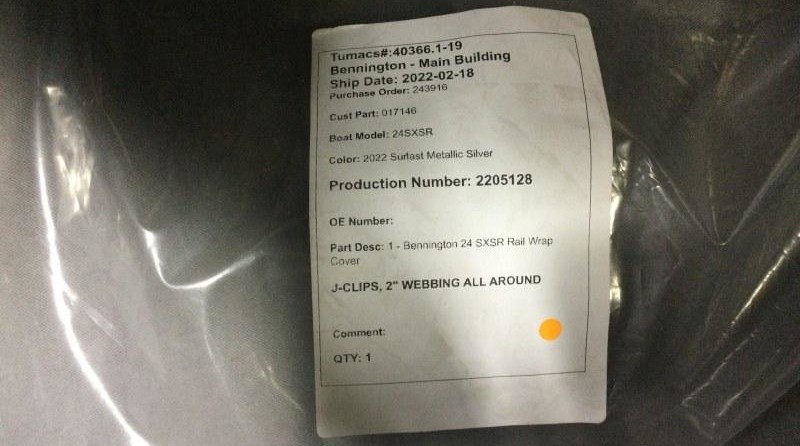 Tumacs#:40366.1-19
Bennington - Main Building
Ship Date: 2022-02-18
Purchase Order: 243916
Cust Part: 017146
Boat Model: 24SXSR
Color: 2022 Surlast Metallic Silver
Production Number: 2205128
OE Number:
Part Desc: 1 - Bennington 24 SXSR Rail Wrap
Cover
J-CLIPS, 2" WEBBING ALL AROUND
Comment:
QTY: 1